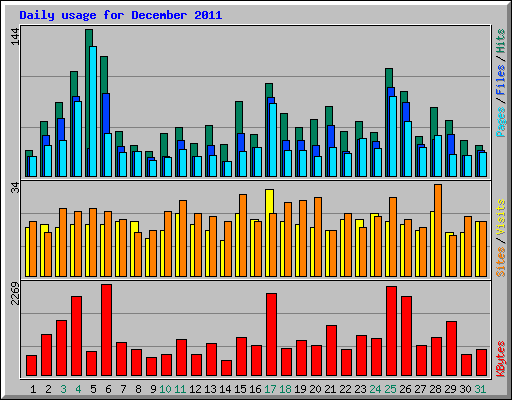 Daily usage for December 2011
144
Pages / Files / Hits
34
Sites / Visits
2269
KBytes
1 2 3 4 5 6 7 8 9 10 11 12 13 14 15 16 17 18 19 20 21 22 23 24 25 26 27 28 29 30 31